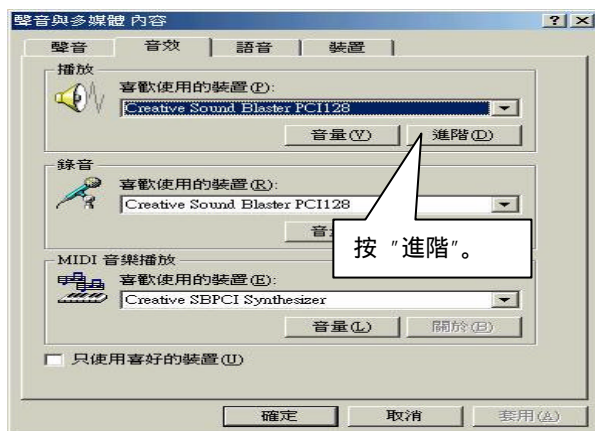 聲音與多媒體 內容
聲音 音效 語音 裝置
播放
喜歡使用的裝置(P):
Creative Sound Blaster PCI128
音量(V) 進階(D)
錄音
喜歡使用的裝置(R):
Creative Sound Blaster PCI128
音
按 "進階"。
MIDI 音樂播放
喜歡使用的裝置(E):
Creative SBPCI Synthesizer
音量(L) 關於(B)
只使用喜好的裝置(U)
確定 取消 套用(A)